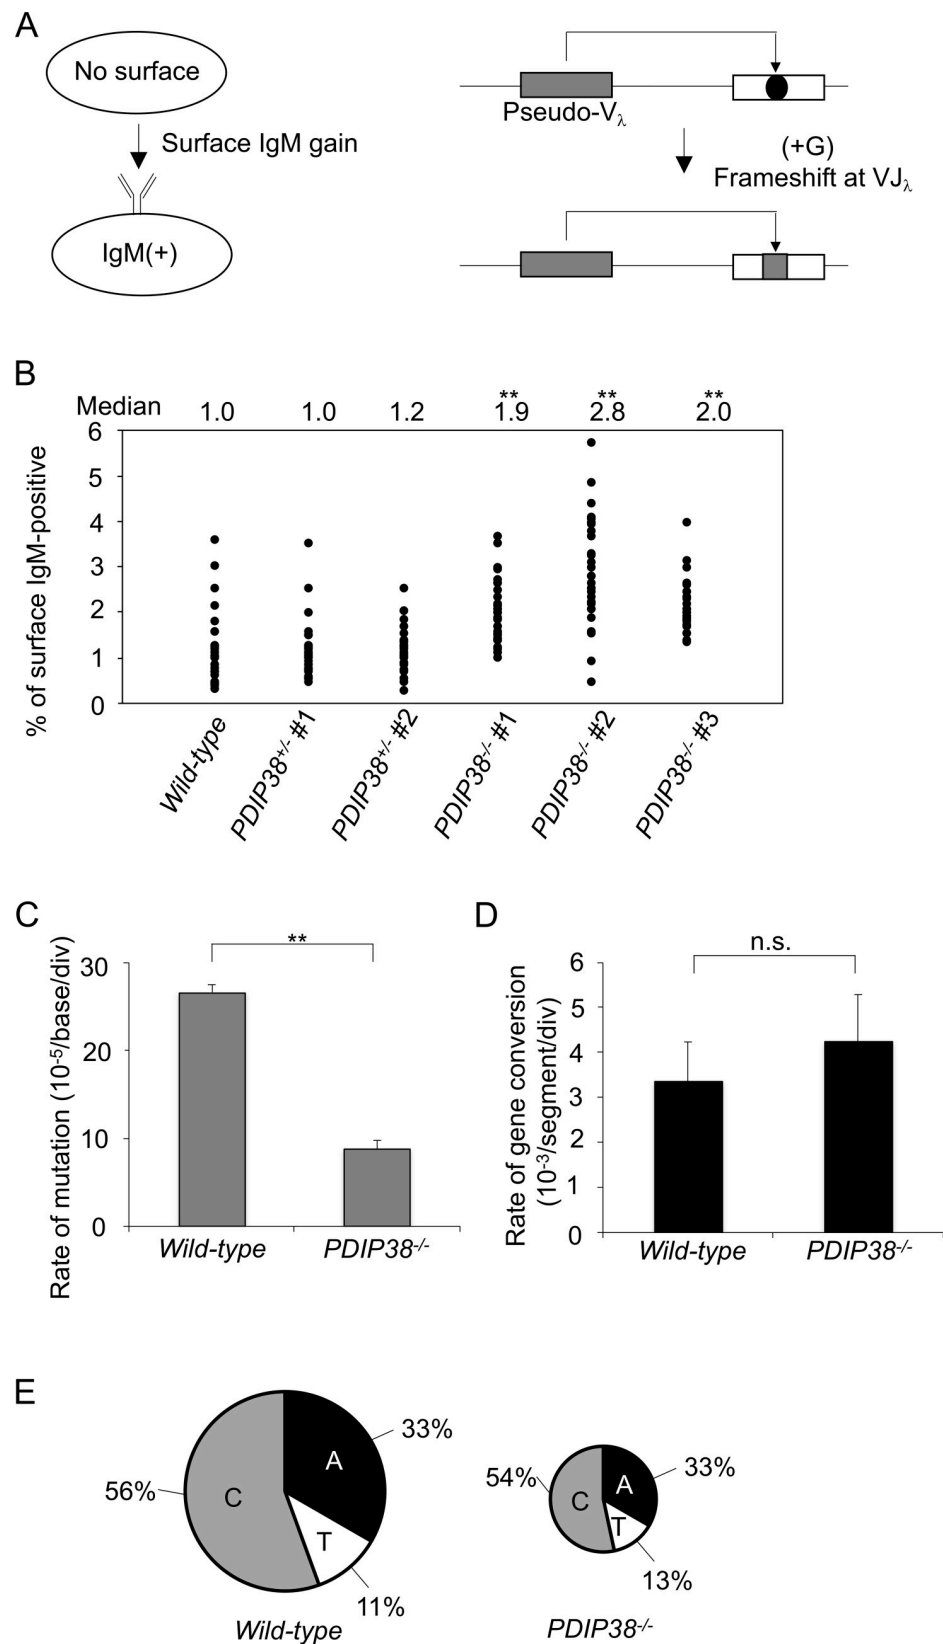 A
No surface
Surface IgM gain
IgM(+)
Pseudo-Vλ
(+G)
Frameshift at VJλ
B
Median 1.0 1.0 1.2 **1.9 **2.8 **2.0
% of surface IgM-positive
6
5
4
3
2
1
0
Wild-type
PDIP38+/- #1
PDIP38+/- #2
PDIP38-/- #1
PDIP38-/- #2
PDIP38-/- #3
C
Rate of mutation (10-5/base/div)
**
30
20
10
0
Wild-type PDIP38-/-
D
Rate of gene conversion
(10-3/segment/div)
n.s.
6
5
4
3
2
1
0
Wild-type PDIP38-/-
E
33%
A
56%
C
T
11%
Wild-type
54%
33%
A
C
T
13%
PDIP38-/-